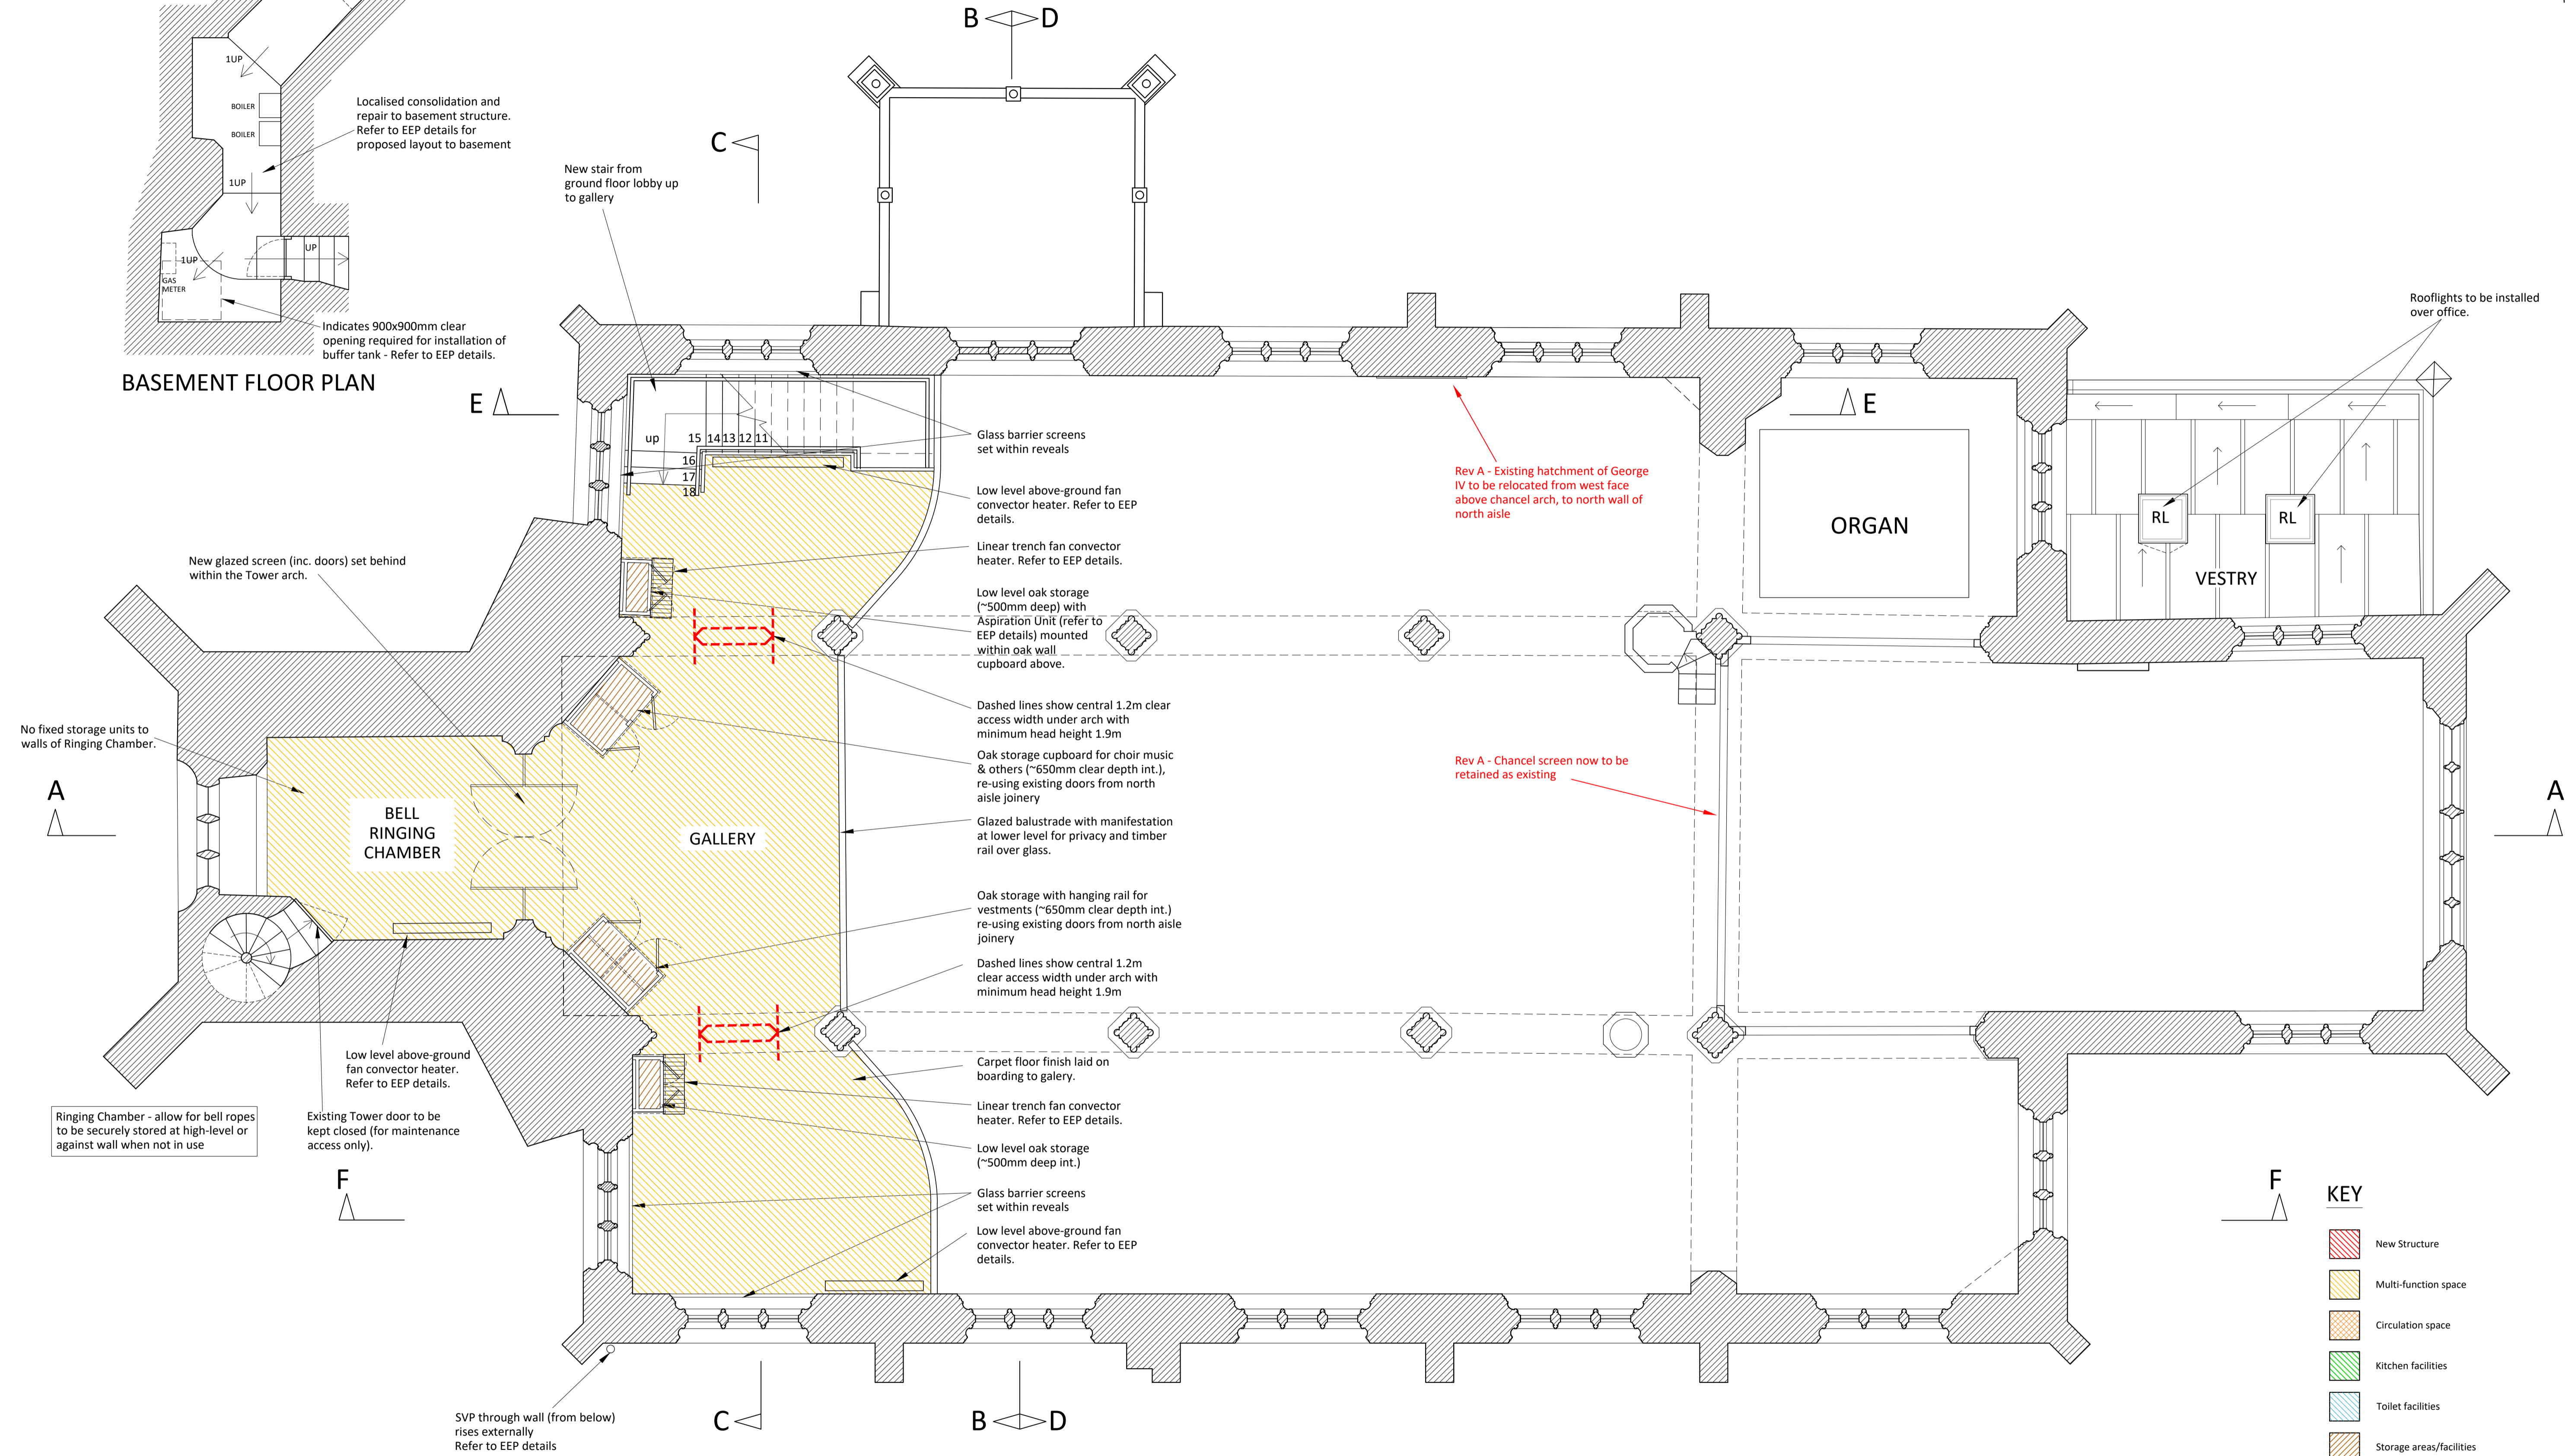 B D
1UP
BOILER
BOILER
Localised consolidation and
repair to basement structure.
Refer to EEP details for
proposed layout to basement
1UP
UP
1UP
GAS
METER
Indicates 900x900mm clear
opening required for installation of
buffer tank - Refer to EEP details.
BASEMENT FLOOR PLAN
C
New stair from
ground floor lobby up
to gallery
Rooflights to be installed
over office.
E
E
up 15 14 13 12 11
16
17
18
Glass barrier screens
set within reveals
Low level above-ground fan
convector heater. Refer to EEP
details.
Linear trench fan convector
heater. Refer to EEP details.
Low level oak storage
(~500mm deep) with
Aspiration Unit (refer to
EEP details) mounted
within oak wall
cupboard above.
Dashed lines show central 1.2m clear
access width under arch with
minimum head height 1.9m
Oak storage cupboard for choir music
& others (~650mm clear depth int.),
re-using existing doors from north
aisle joinery
Glazed balustrade with manifestation
at lower level for privacy and timber
rail over glass.
Oak storage with hanging rail for
vestments (~650mm clear depth int.)
re-using existing doors from north aisle
joinery
Dashed lines show central 1.2m
clear access width under arch with
minimum head height 1.9m
Carpet floor finish laid on
boarding to galery.
Linear trench fan convector
heater. Refer to EEP details.
Low level oak storage
(~500mm deep int.)
Glass barrier screens
set within reveals
Low level above-ground fan
convector heater. Refer to EEP
details.
Rev A - Existing hatchment of George
IV to be relocated from west face
above chancel arch, to north wall of
north aisle
ORGAN
RL
RL
VESTRY
Rev A - Chancel screen now to be
retained as existing
New glazed screen (inc. doors) set behind
within the Tower arch.
No fixed storage units to
walls of Ringing Chamber.
A
A
BELL
RINGING
CHAMBER
GALLERY
Low level above-ground
fan convector heater.
Refer to EEP details.
Ringing Chamber - allow for bell ropes
to be securely stored at high-level or
against wall when not in use
Existing Tower door to be
kept closed (for maintenance
access only).
F
F
SVP through wall (from below)
rises externally
Refer to EEP details
C
B D
KEY
New Structure
Multi-function space
Circulation space
Kitchen facilities
Toilet facilities
Storage areas/facilities